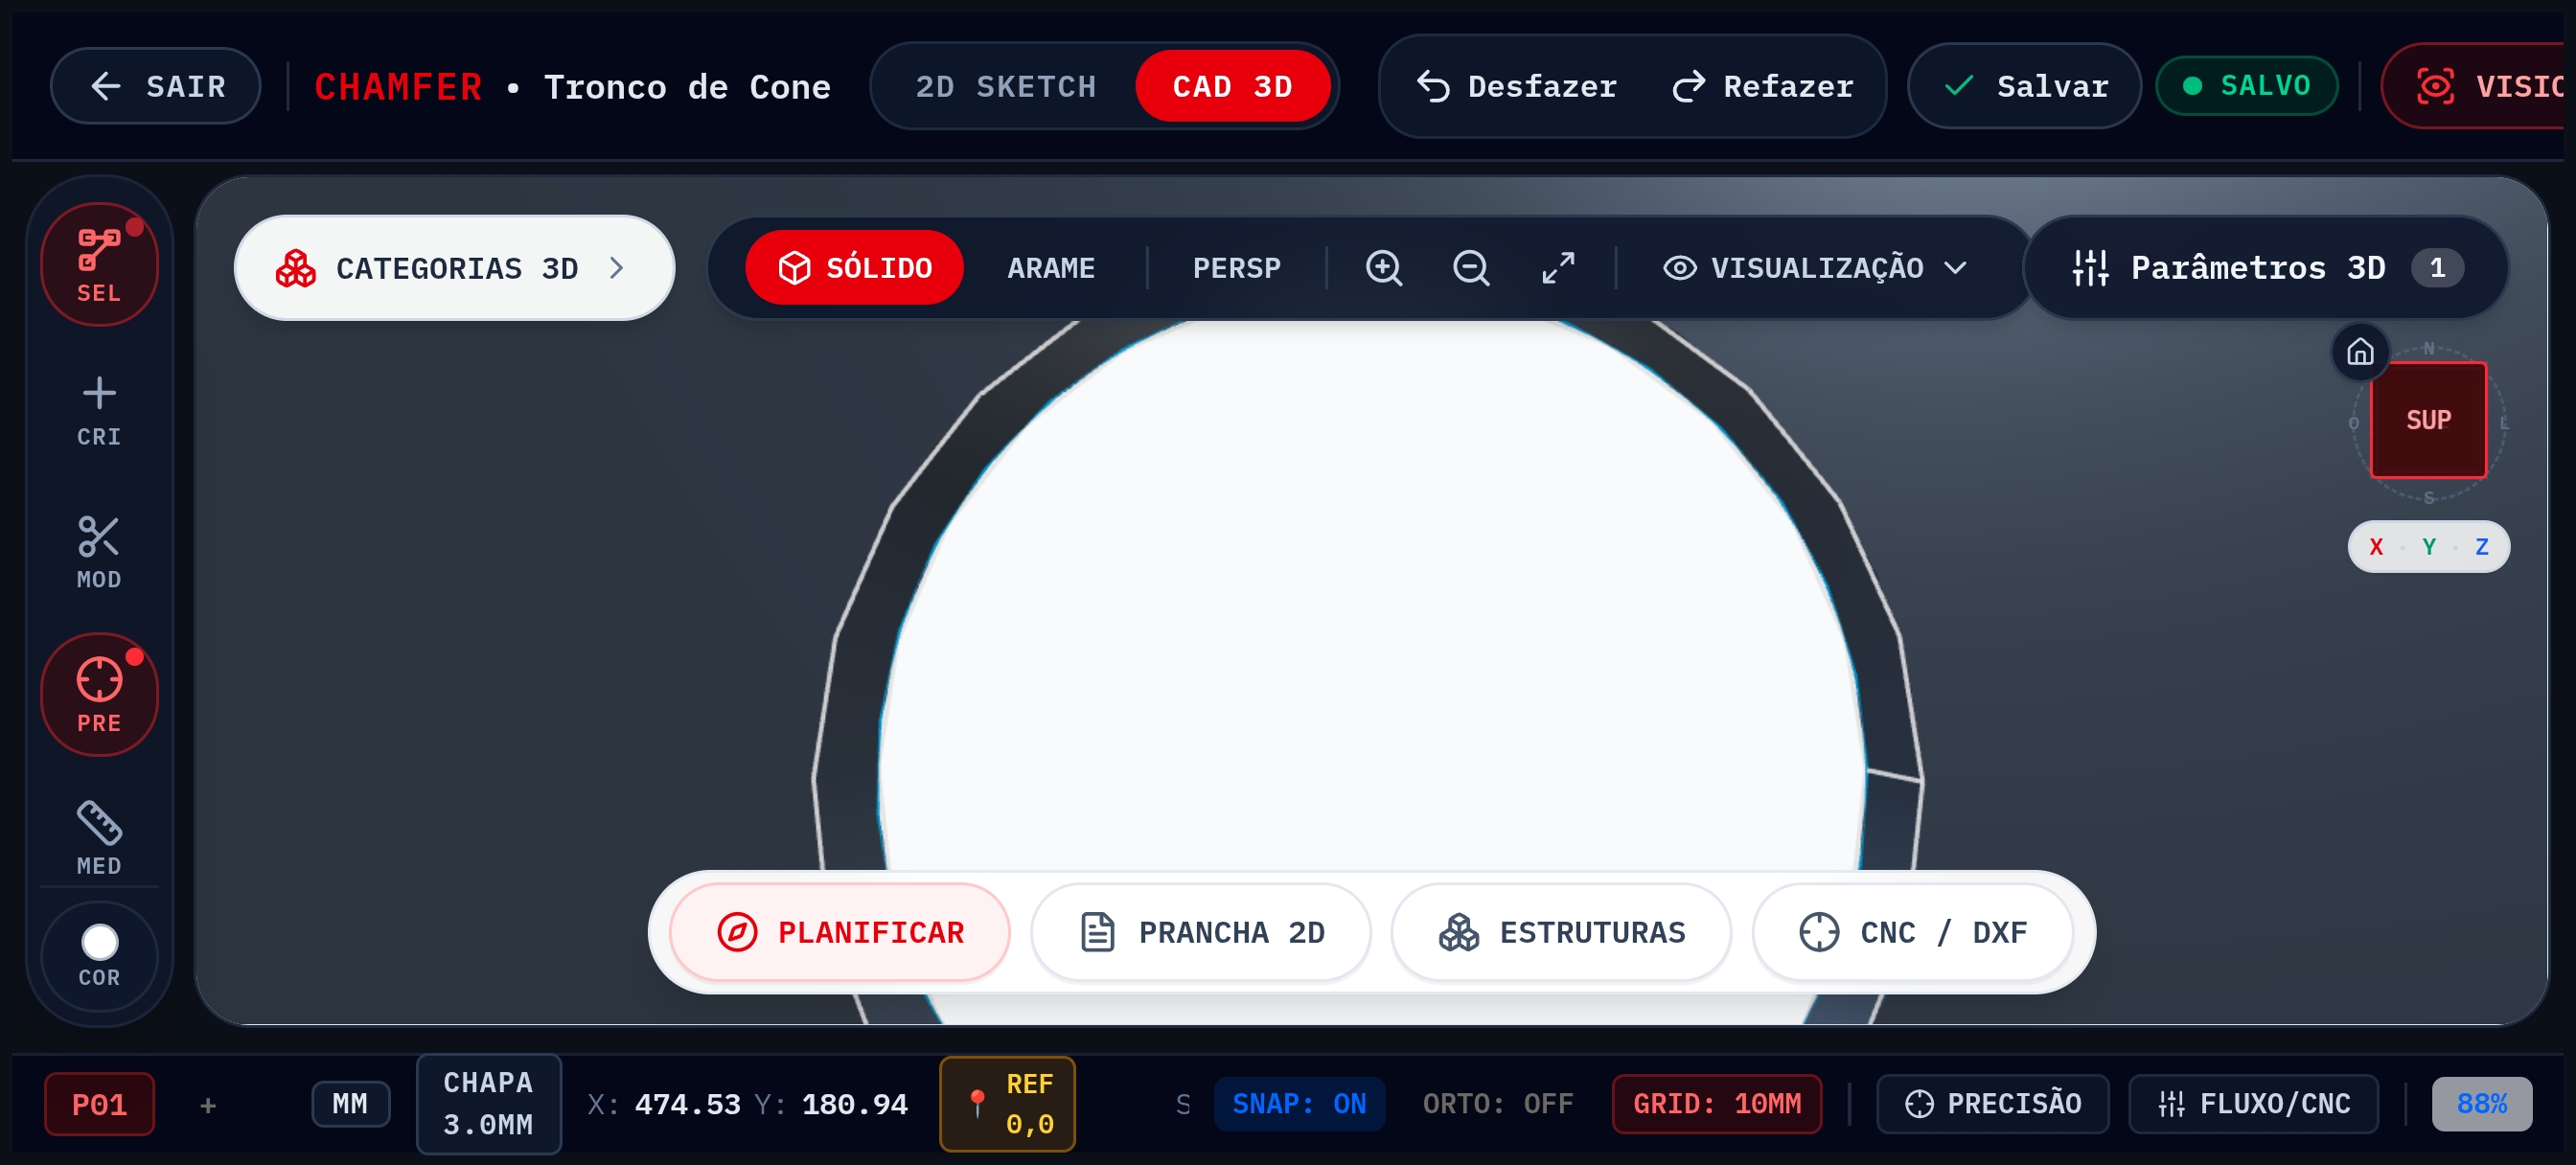 SAIR
CHAMFER • Tronco de Cone
2D SKETCH
CAD 3D
Desfazer
Refazer
Salvar
SALVO
SEL
CRI
MOD
PRE
MED
COR
CATEGORIAS 3D
SÓLIDO
ARAME
PERSP
VISUALIZAÇÃO
Parâmetros 3D 1
N
O
SUP
L
S
X · Y · Z
PLANIFICAR
PRANCHA 2D
ESTRUTURAS
CNC / DXF
P01
+
MM
CHAPA
3.0MM
X: 474.53 Y: 180.94
REF
0,0
SNAP: ON
ORTO: OFF
GRID: 10MM
PRECISÃO
FLUXO/CNC
88%